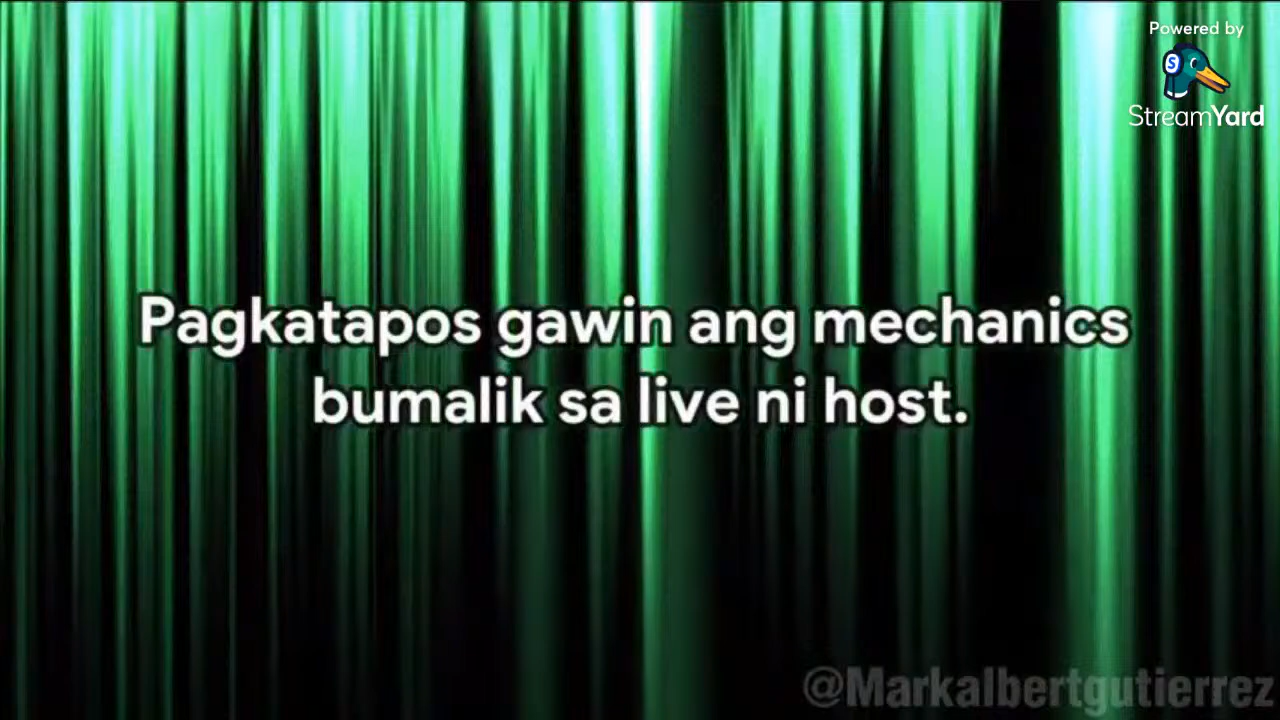 Powered by
S
StreamYard
Pagkatapos gawin ang mechanics
bumalik sa live ni host.
@Markalbertgutierrez